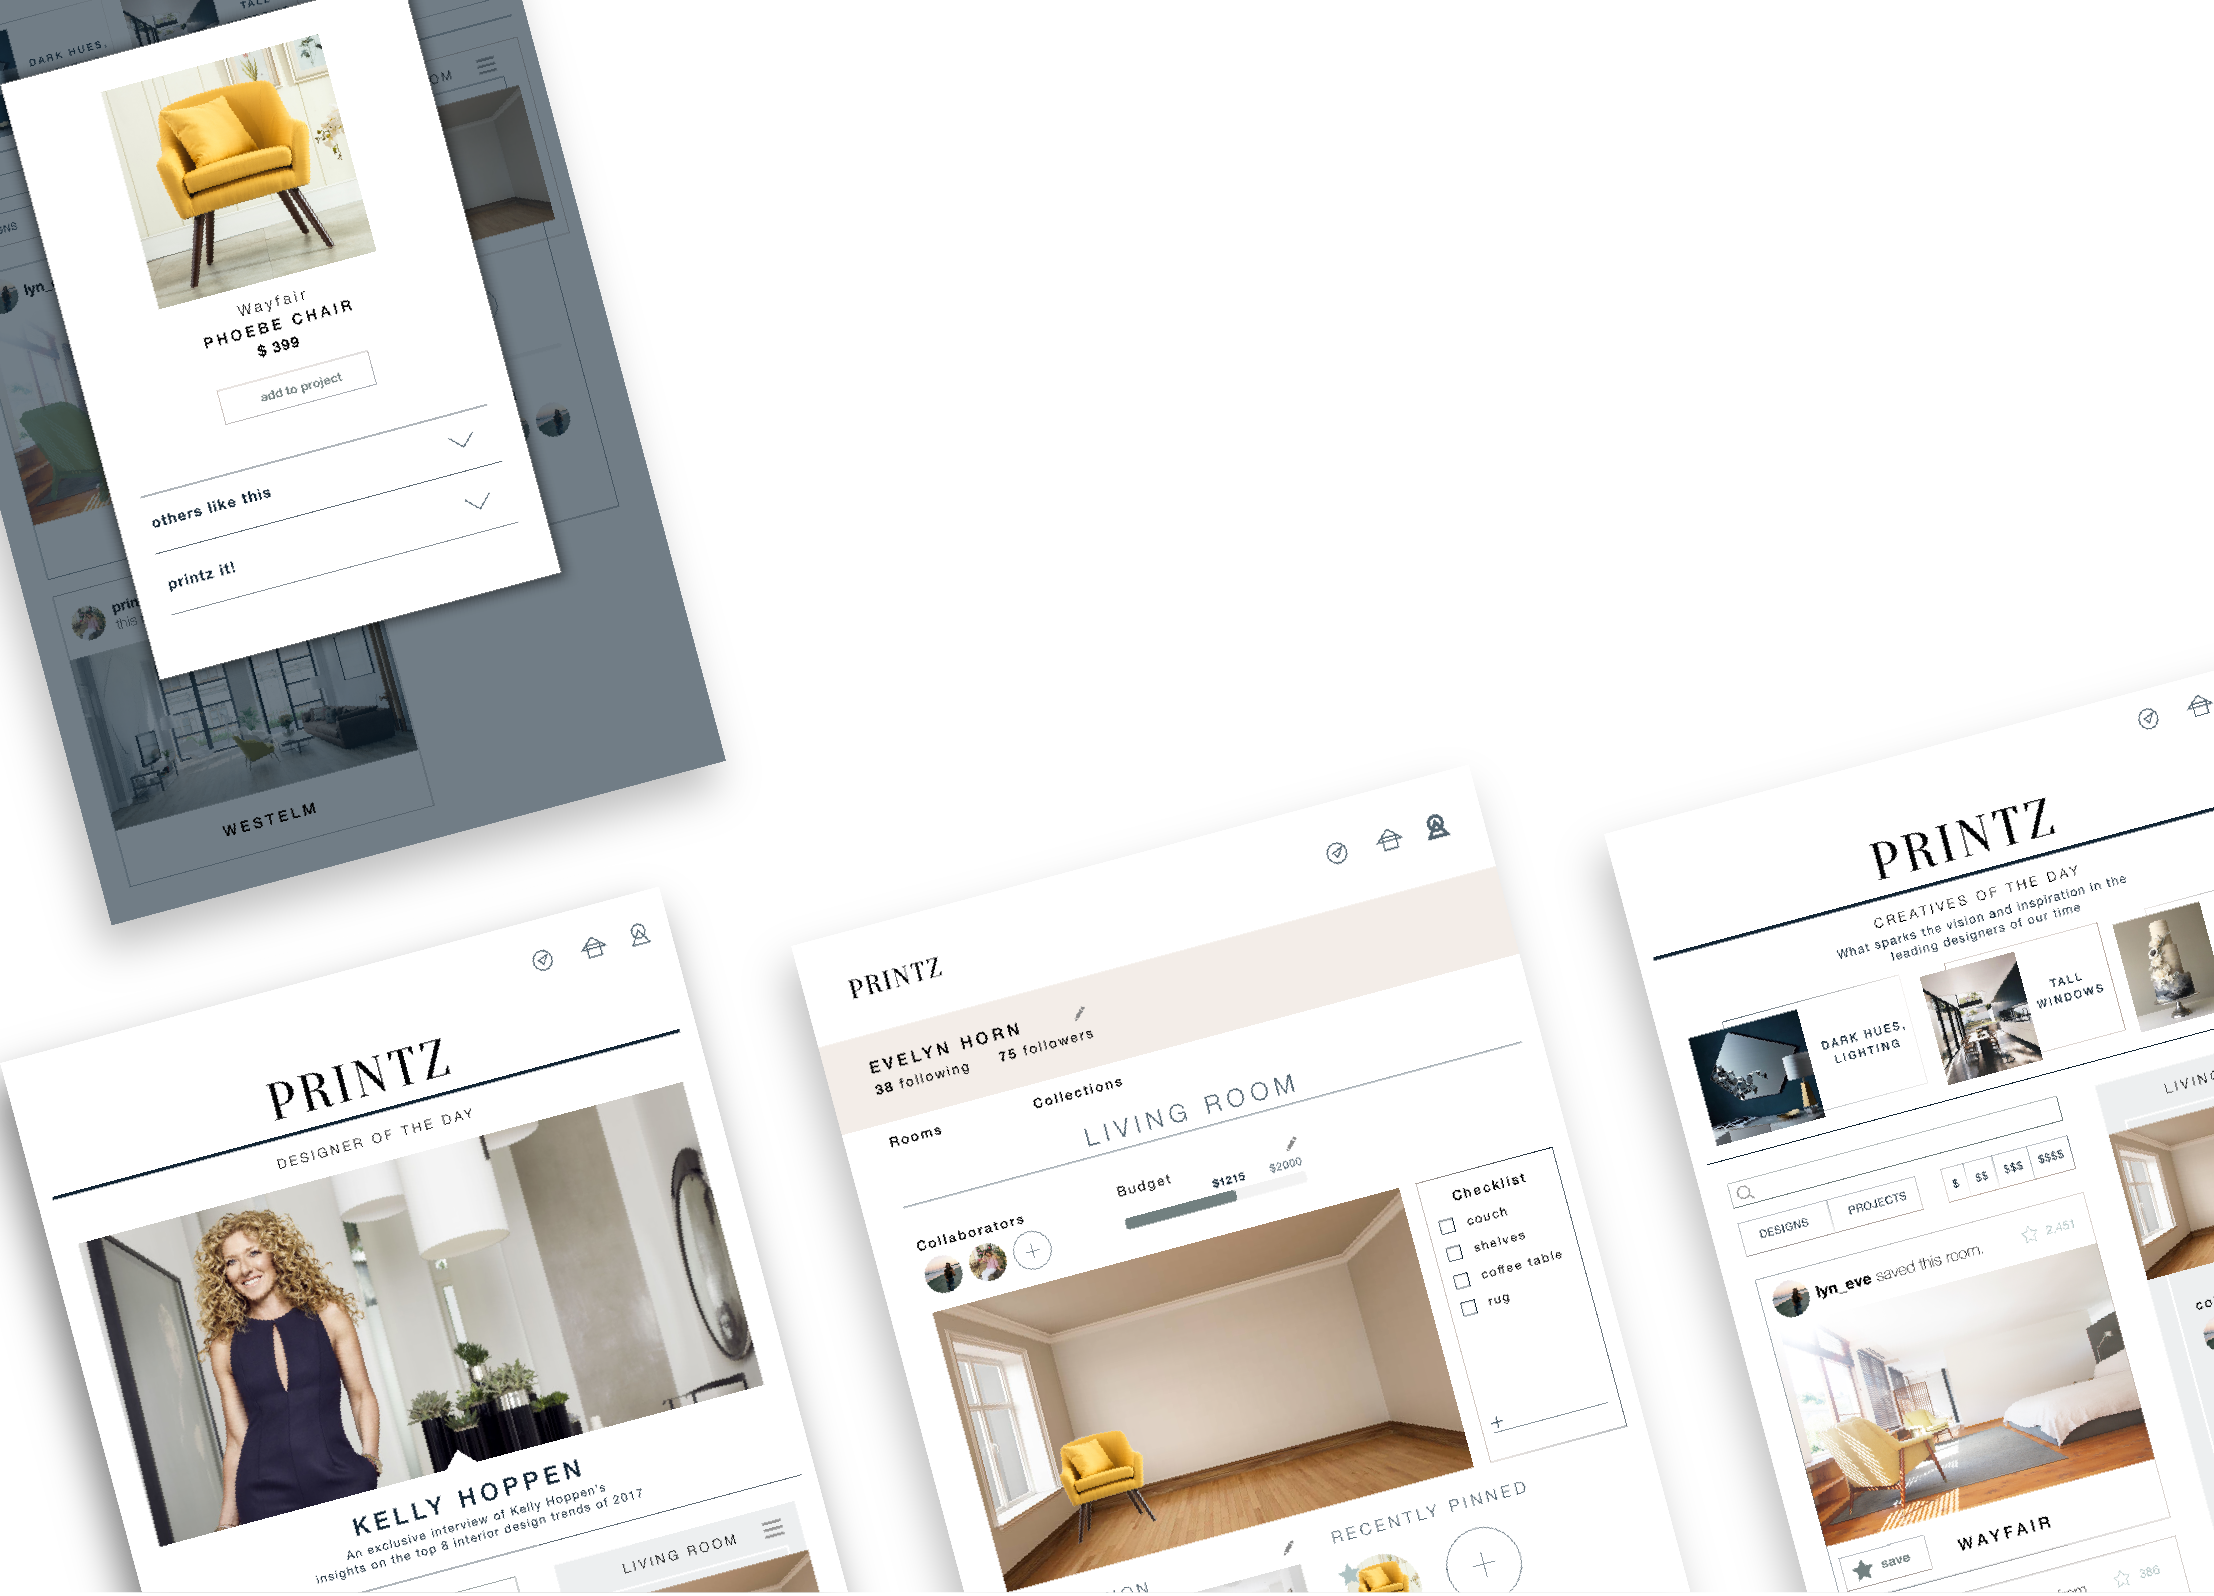 TALL
DARK HUES,
OM
Wayfair
PHOEBE CHAIR
$ 399
add to project
others like this
printz it!
lyn_
this
WESTELM
PRINTZ
DESIGNER OF THE DAY
KELLY HOPPEN
An exclusive interview of Kelly Hoppen's
insights on the top 8 interior design trends of 2017
LIVING ROOM
PRINTZ
EVELYN HORN
38 following 75 followers
Rooms Collections
LIVING ROOM
Budget $1215 $2000
Collaborators
Checklist
couch
shelves
coffee table
rug
+
RECENTLY PINNED
PRINTZ
CREATIVES OF THE DAY
What sparks the vision and inspiration in the
leading designers of our time
DARK HUES,
LIGHTING
TALL
WINDOWS
DESIGNS PROJECTS
$ $$ $$$ $$$$
LIVING
lyn_eve saved this room.
2,451
WAYFAIR
save
386